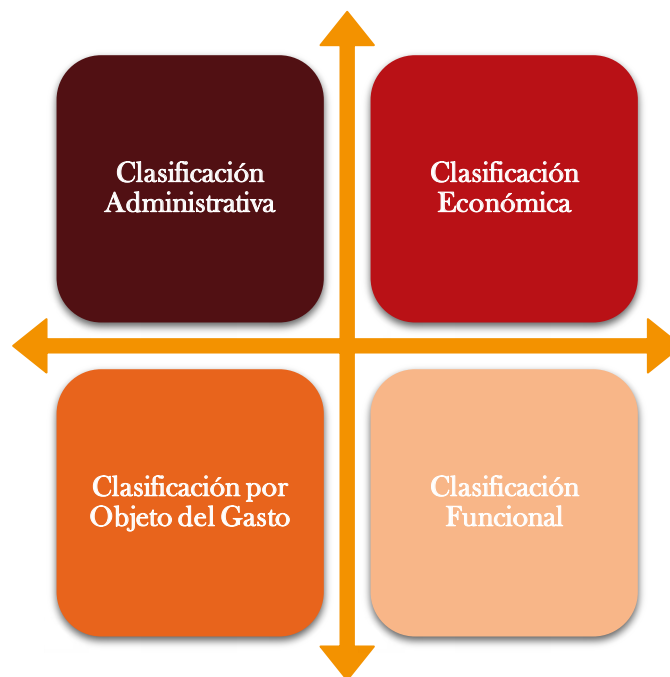 Clasificación
Administrativa
Clasificación
Económica
Clasificación por
Objeto del Gasto
Clasificación
Funcional